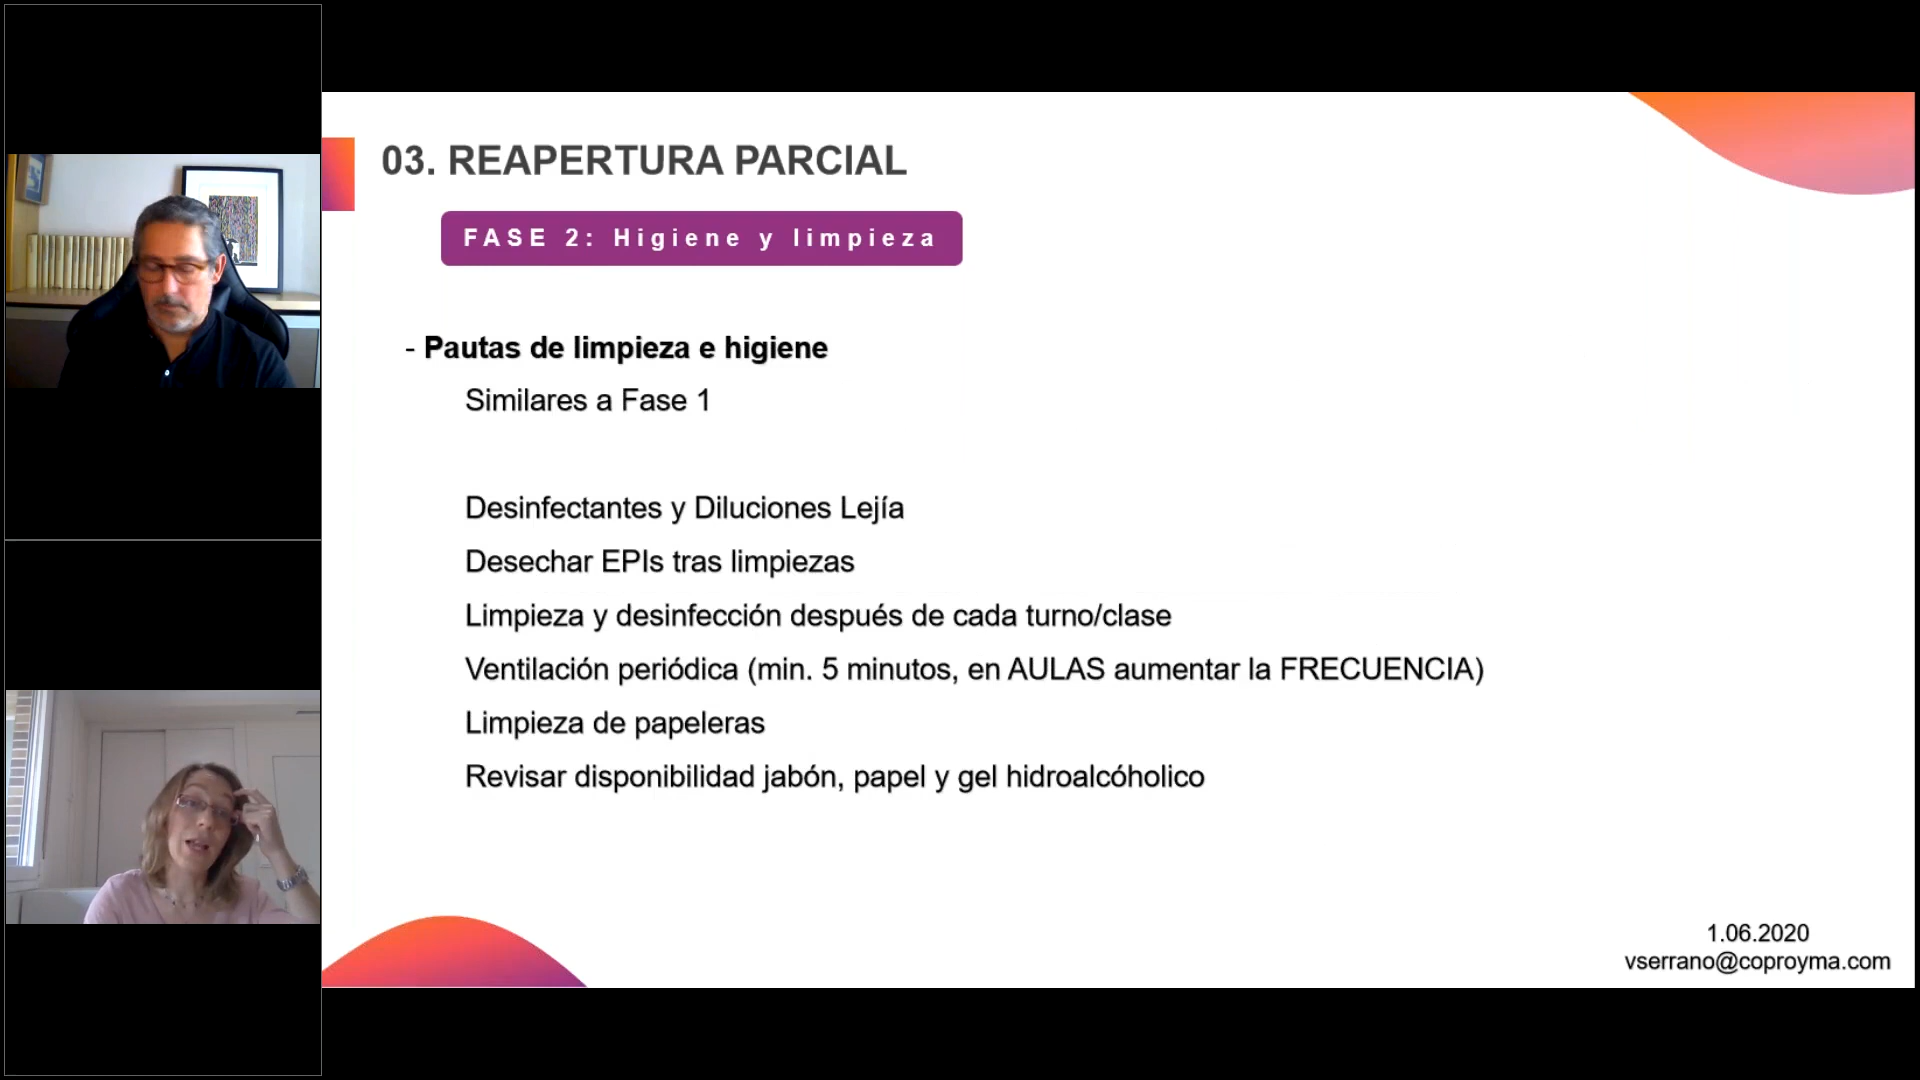 03. REAPERTURA PARCIAL
FASE 2: Higiene y limpieza
- Pautas de limpieza e higiene
Similares a Fase 1
Desinfectantes y Diluciones Lejía
Desechar EPIs tras limpiezas
Limpieza y desinfección después de cada turno/clase
Ventilación periódica (min. 5 minutos, en AULAS aumentar la FRECUENCIA)
Limpieza de papeleras
Revisar disponibilidad jabón, papel y gel hidroalcóholico
1.06.2020
vserrano@coproyma.com